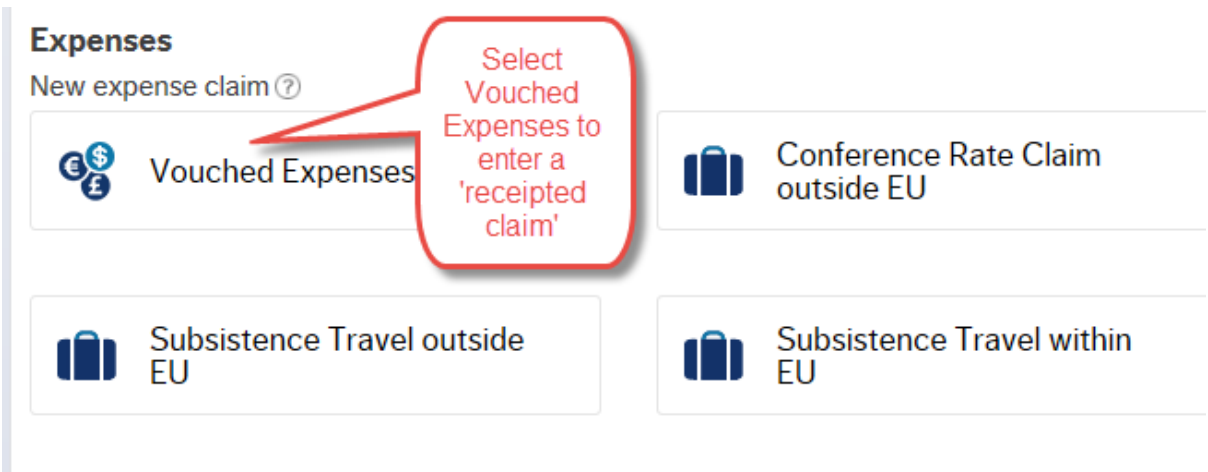 Expenses
New expense claim ?
Select
Vouched
Expenses to
enter a
'receipted
claim'
€ $ £
Vouched Expenses
Conference Rate Claim
outside EU
Subsistence Travel outside
EU
Subsistence Travel within
EU